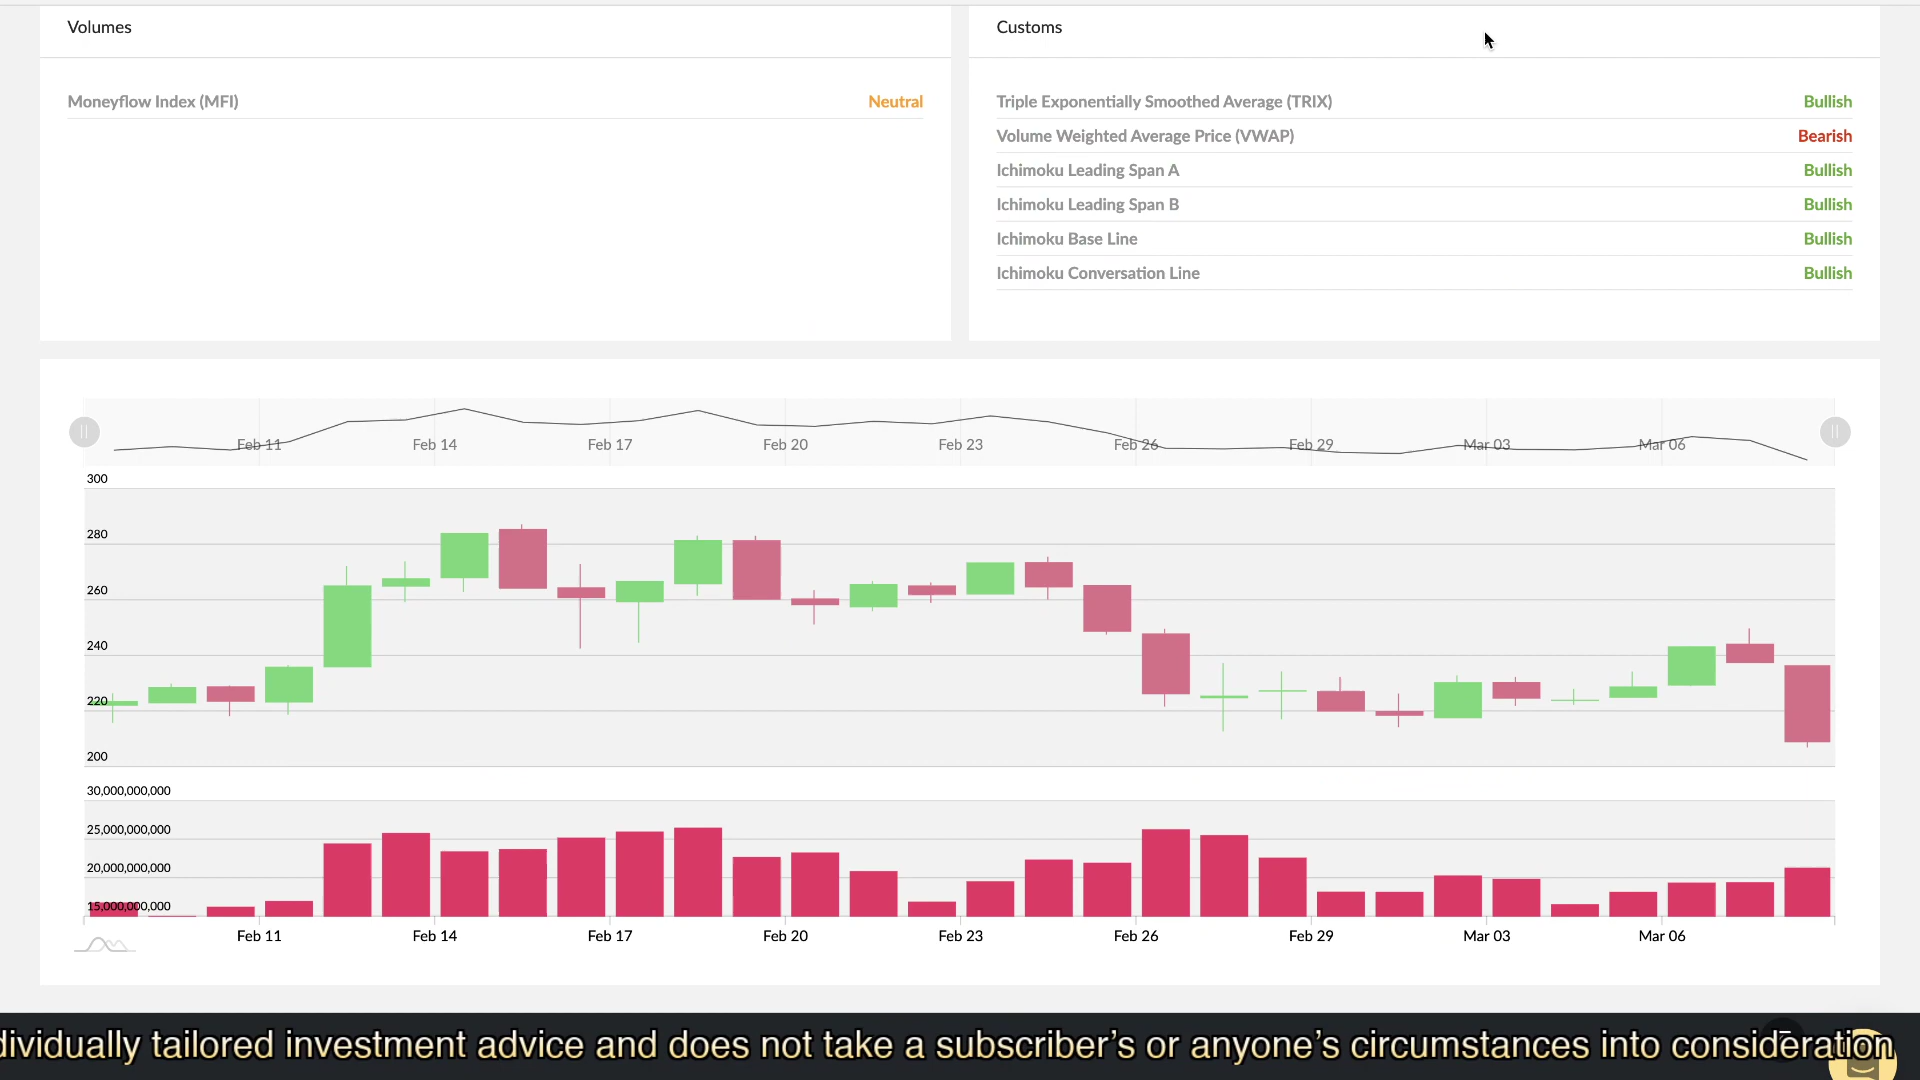 Volumes
Customs
Moneyflow Index (MFI) Neutral
Triple Exponentially Smoothed Average (TRIX) Bullish
Volume Weighted Average Price (VWAP) Bearish
Ichimoku Leading Span A Bullish
Ichimoku Leading Span B Bullish
Ichimoku Base Line Bullish
Ichimoku Conversation Line Bullish
Feb 11 Feb 14 Feb 17 Feb 20 Feb 23 Feb 26 Feb 29 Mar 03 Mar 06
300
280
260
240
220
200
30,000,000,000
25,000,000,000
20,000,000,000
15,000,000,000
Feb 11 Feb 14 Feb 17 Feb 20 Feb 23 Feb 26 Feb 29 Mar 03 Mar 06
dividually tailored investment advice and does not take a subscriber's or anyone's circumstances into consideration